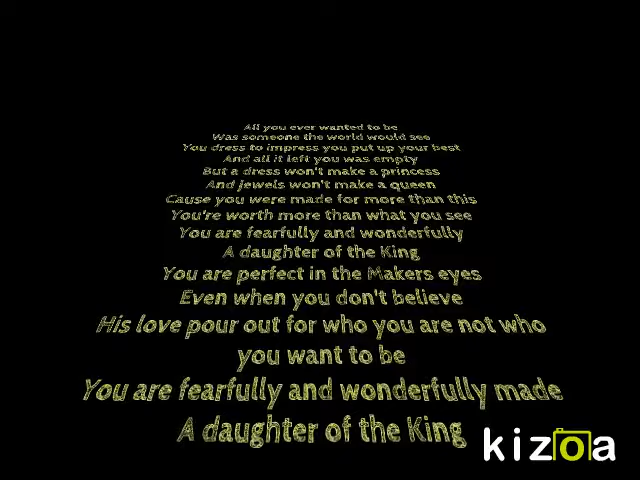 All you ever wanted to be
Was someone the world would see
You dress to impress you put up your best
And all it left you was empty
But a dress won't make a princess
And jewels won't make a queen
Cause you were made for more than this
You're worth more than what you see
You are fearfully and wonderfully
A daughter of the King
You are perfect in the Makers eyes
Even when you don't believe
His love pour out for who you are not who
you want to be
You are fearfully and wonderfully made
A daughter of the King
kizoa